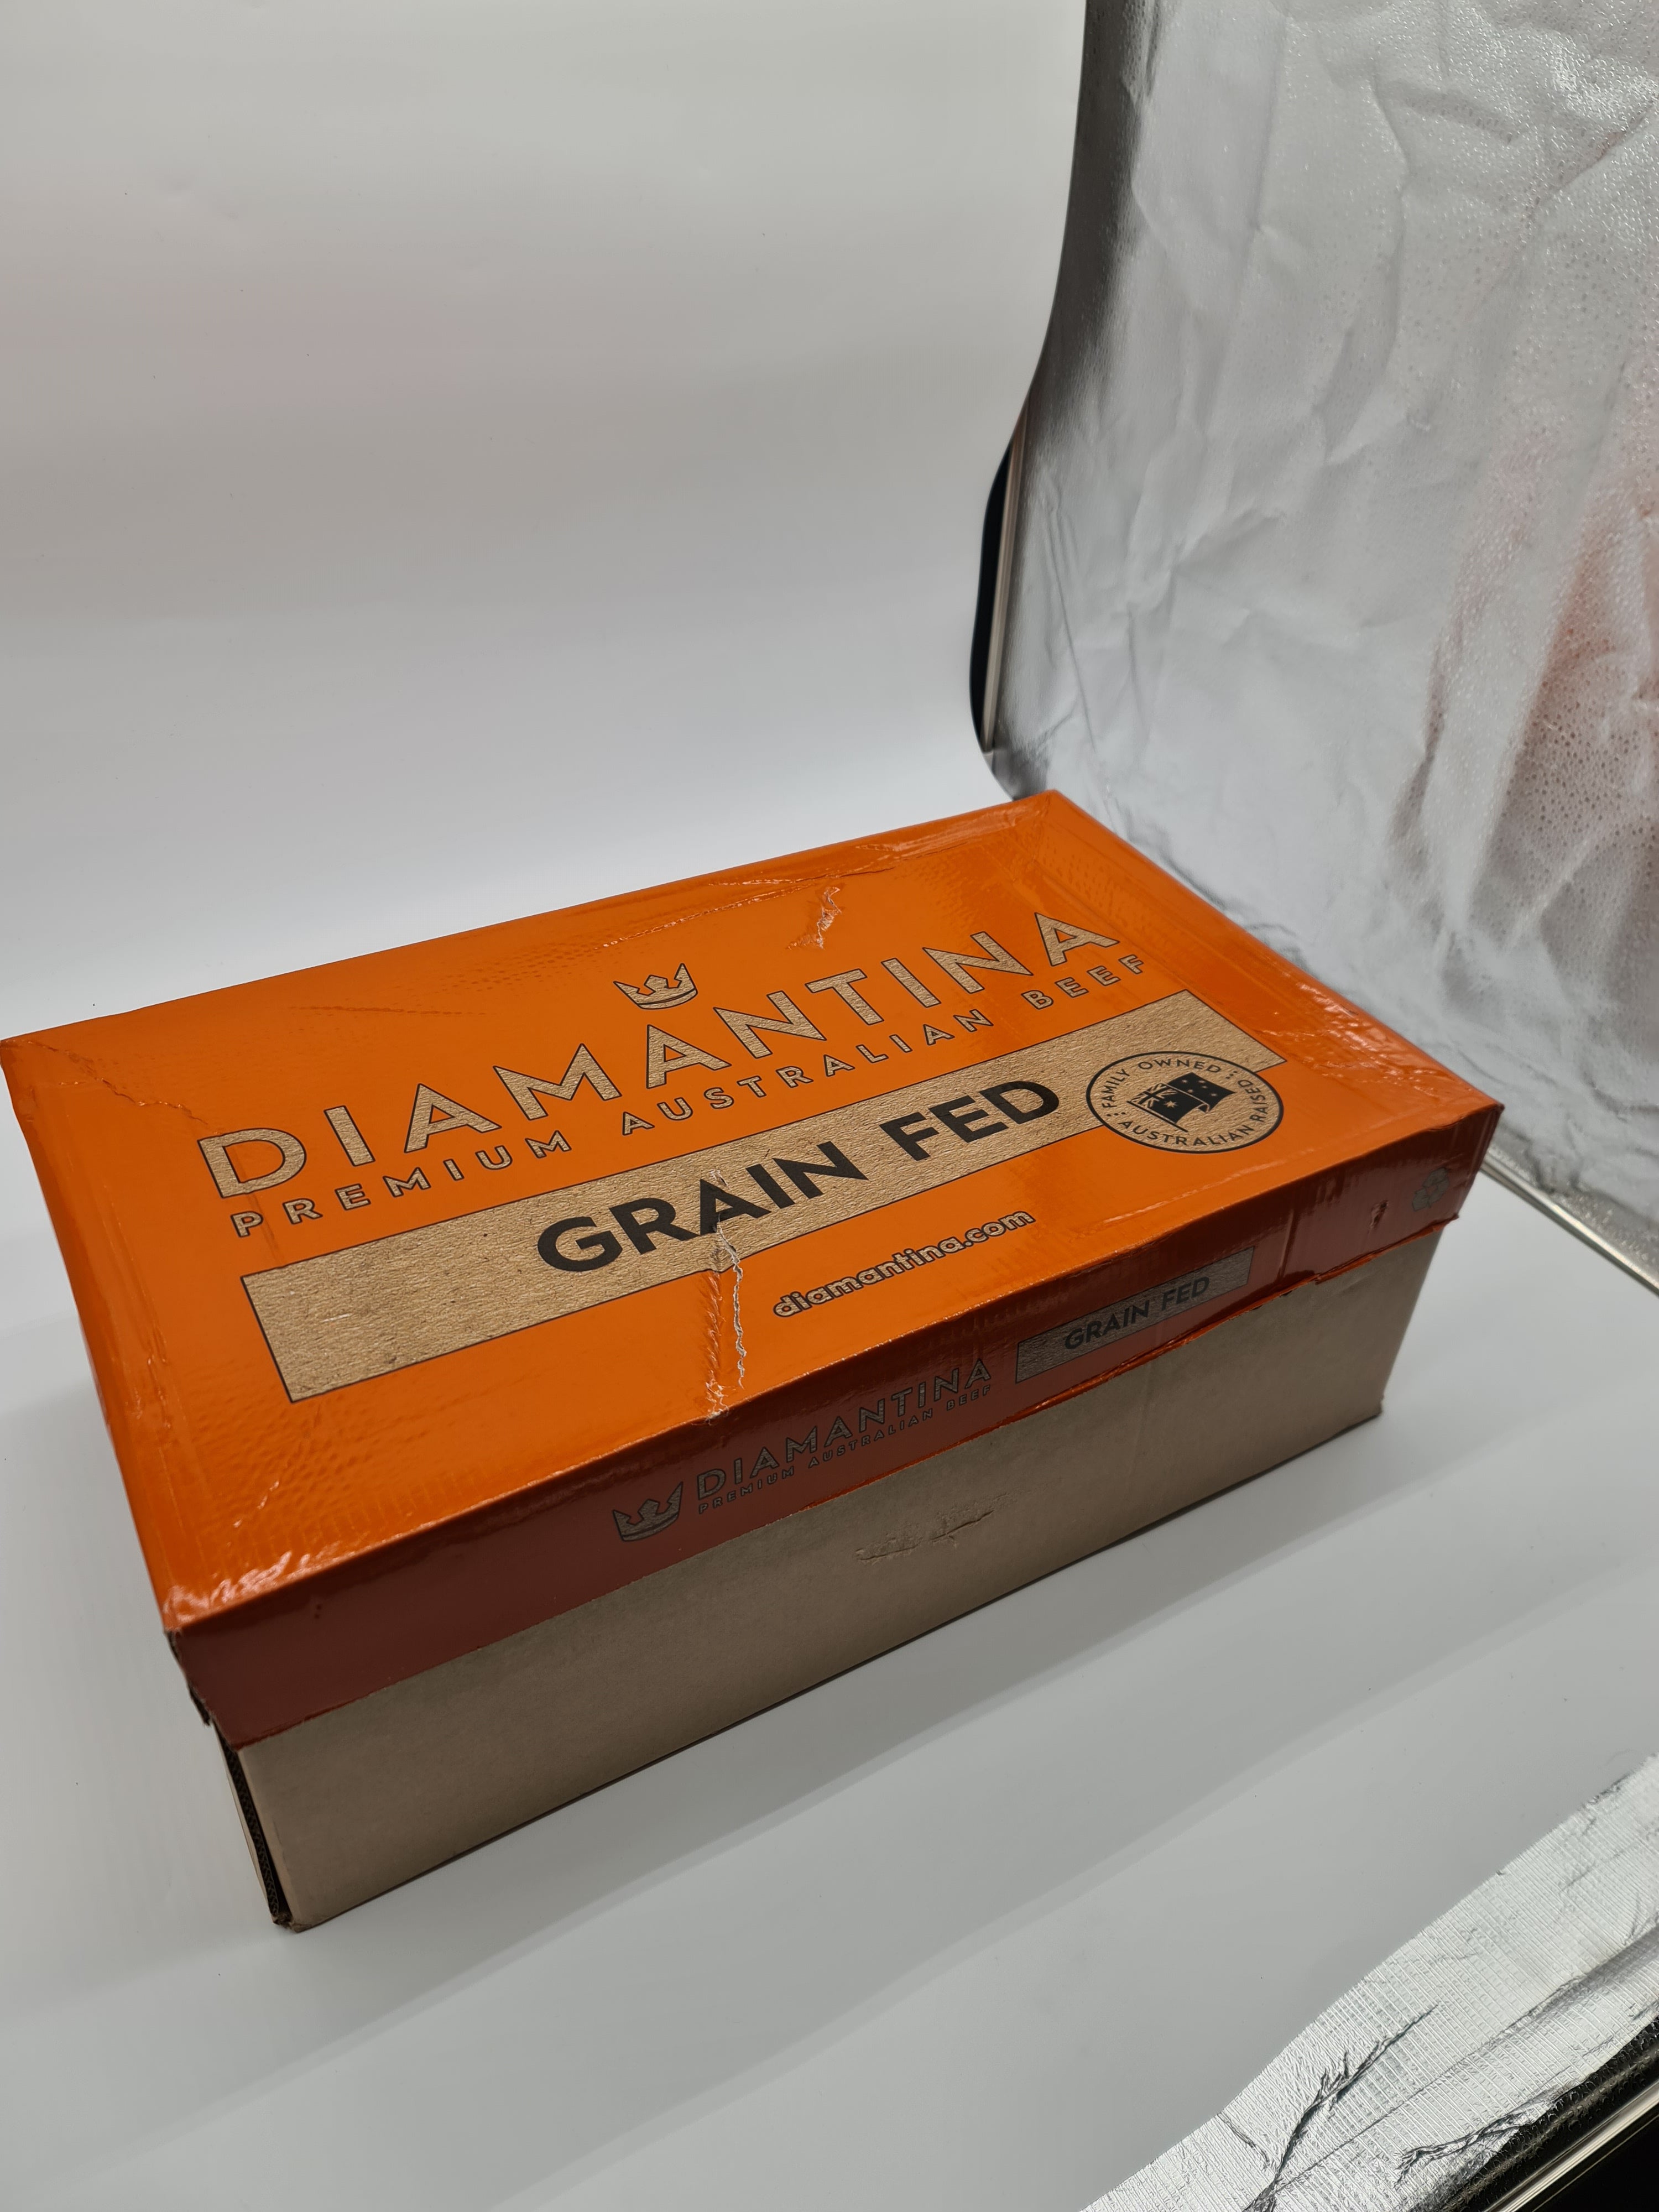 DIAMANTINA
PREMIUM AUSTRALIAN BEEF
GRAIN FED
: FAMILY OWNED :
: AUSTRALIAN RAISED :
diamantina.com
DIAMANTINA
PREMIUM AUSTRALIAN BEEF
GRAIN FED